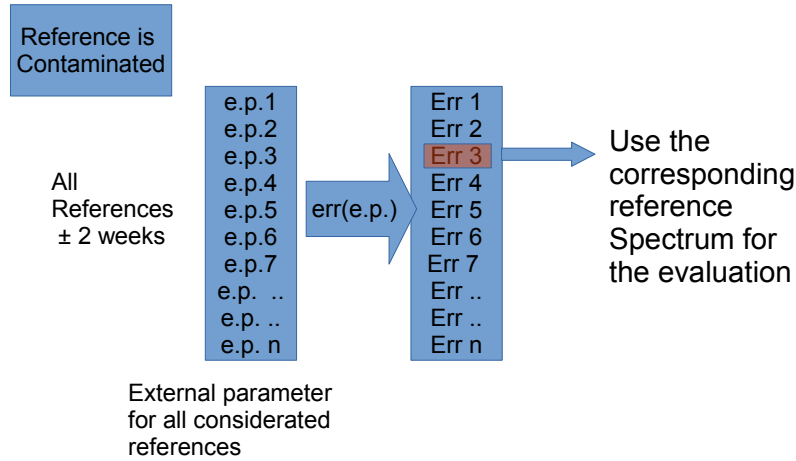 Reference is
Contaminated
All
References
± 2 weeks
e.p.1
e.p.2
e.p.3
e.p.4
e.p.5
e.p.6
e.p.7
e.p. ..
e.p. ..
e.p. n
External parameter
for all considerated
references
err(e.p.)
Err 1
Err 2
Err 3
Err 4
Err 5
Err 6
Err 7
Err ..
Err ..
Err n
Use the
corresponding
reference
Spectrum for
the evaluation